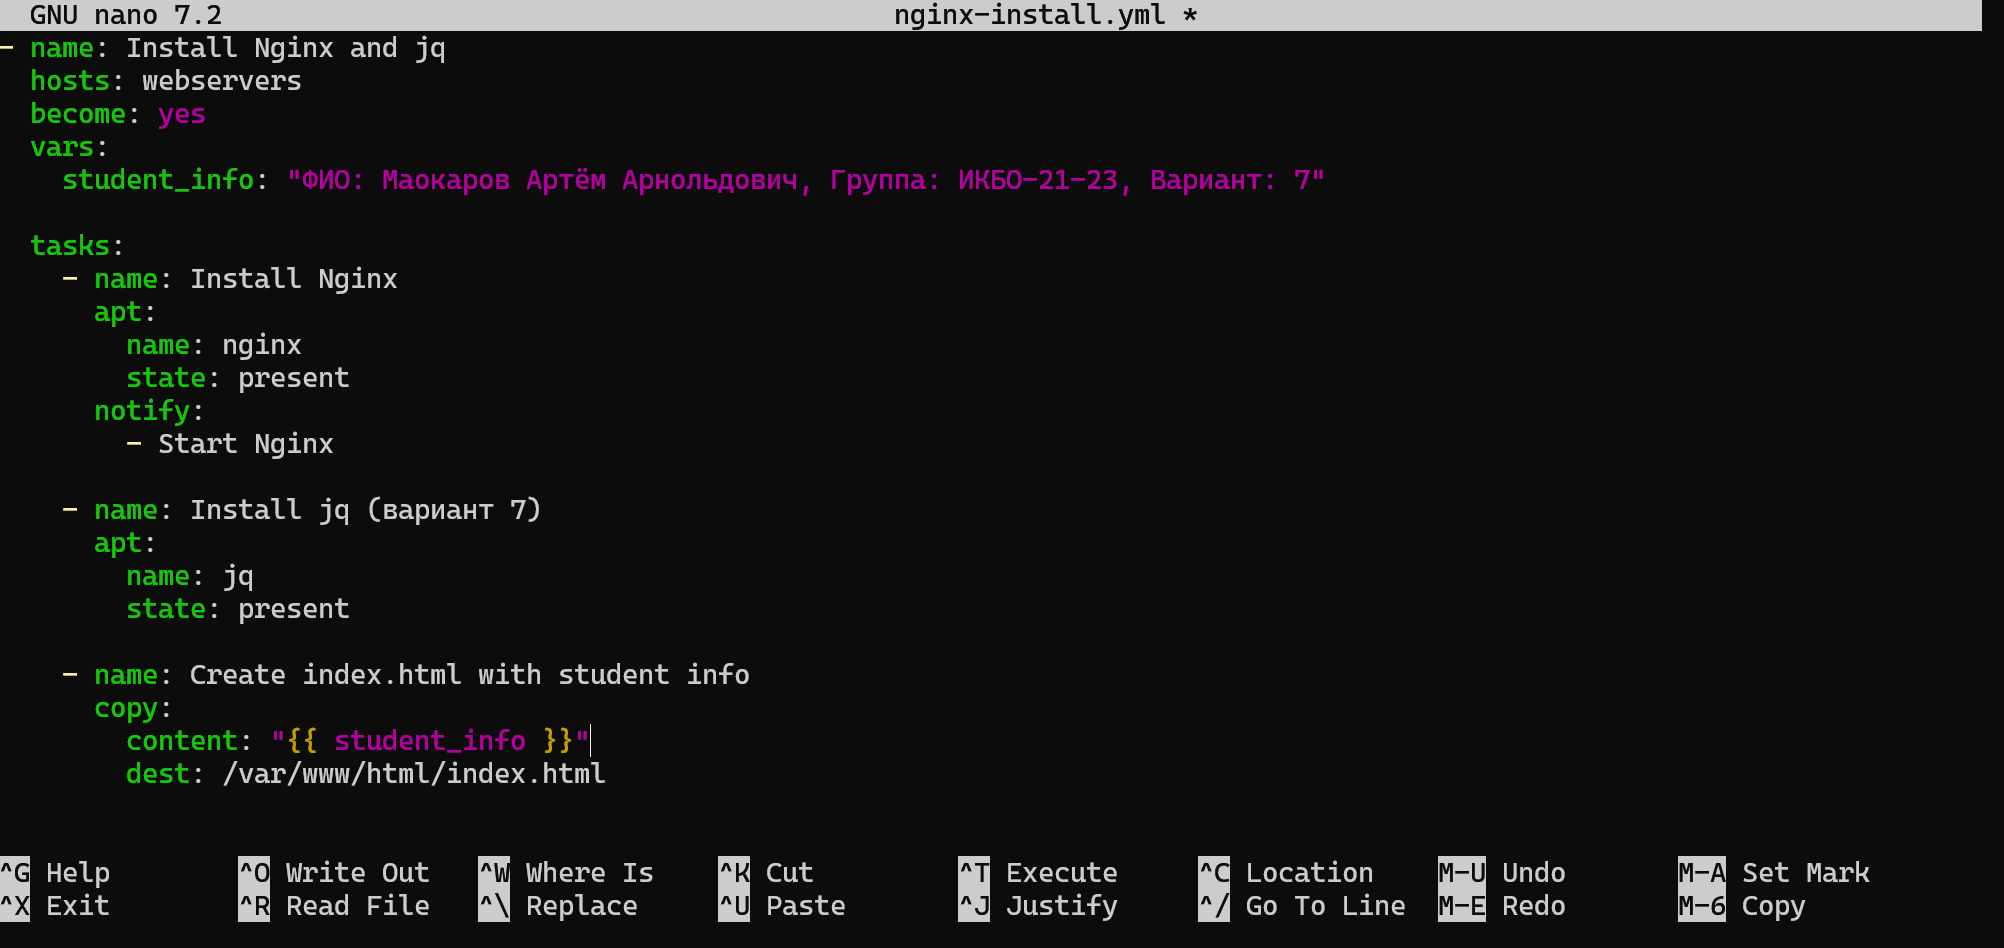 GNU nano 7.2 nginx-install.yml *
- name: Install Nginx and jq
  hosts: webservers
  become: yes
  vars:
    student_info: "ФИО: Маокаров Артём Арнольдович, Группа: ИКБО-21-23, Вариант: 7"
  tasks:
    - name: Install Nginx
      apt:
        name: nginx
        state: present
      notify:
        - Start Nginx
    - name: Install jq (вариант 7)
      apt:
        name: jq
        state: present
    - name: Create index.html with student info
      copy:
        content: "{{ student_info }}"
        dest: /var/www/html/index.html
^G Help ^O Write Out ^W Where Is ^K Cut ^T Execute ^C Location M-U Undo M-A Set Mark
^X Exit ^R Read File ^\ Replace ^U Paste ^J Justify ^/ Go To Line M-E Redo M-6 Copy